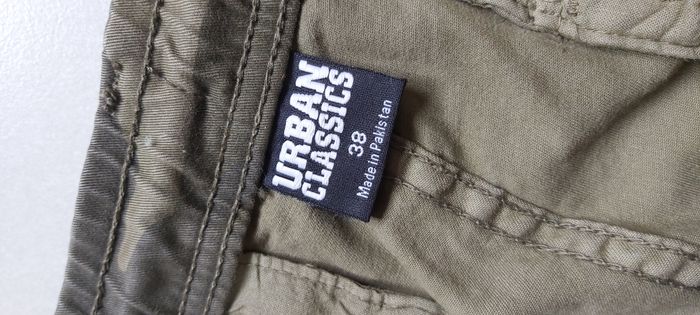 URBAN
CLASSICS
38
Made in Pakistan